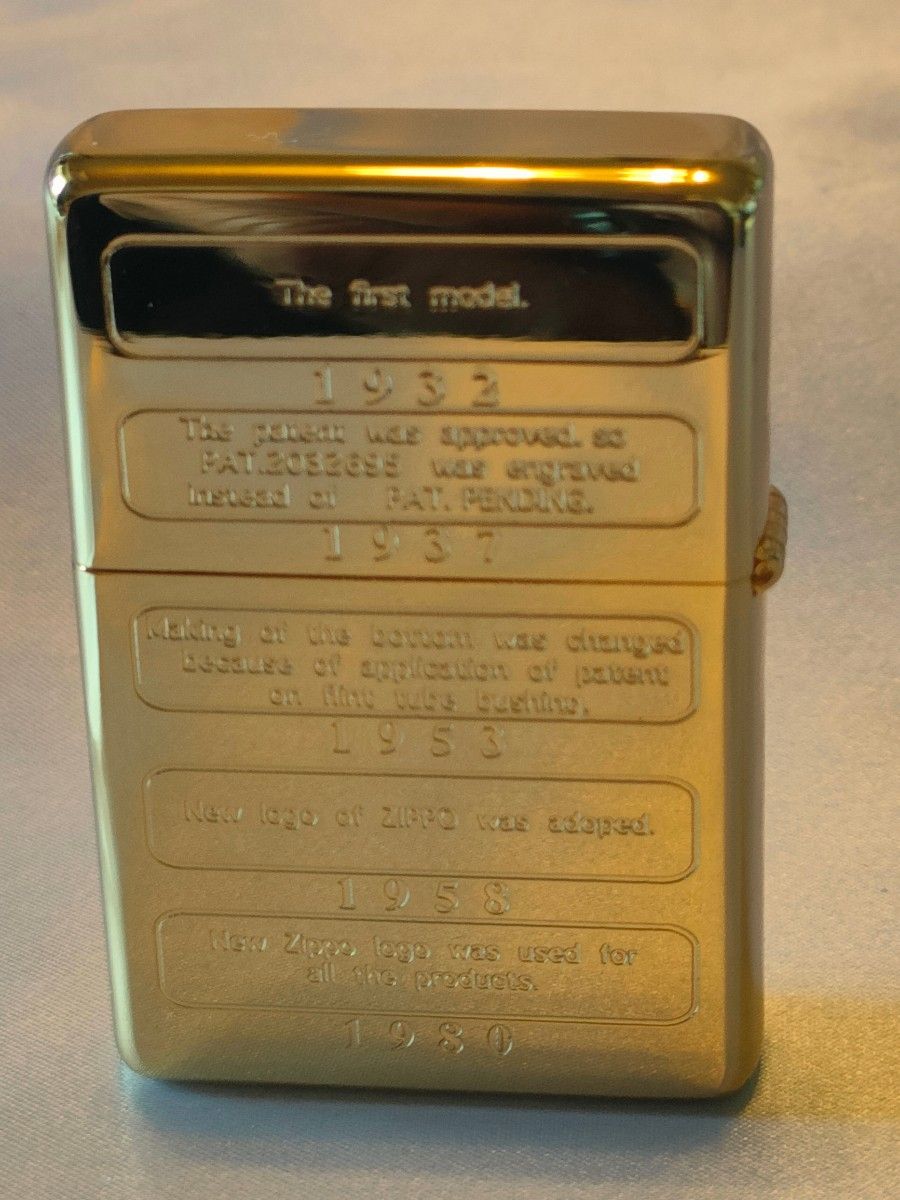 The first model.
1932
The patent was approved. so
PAT.2032695 was engraved
instead of PAT. PENDING.
1937
Making of the bottom was changed
because of application of patent
on flint tube bushing.
1953
New logo of ZIPPO was adoped.
1958
New Zippo logo was used for
all the products.
1980